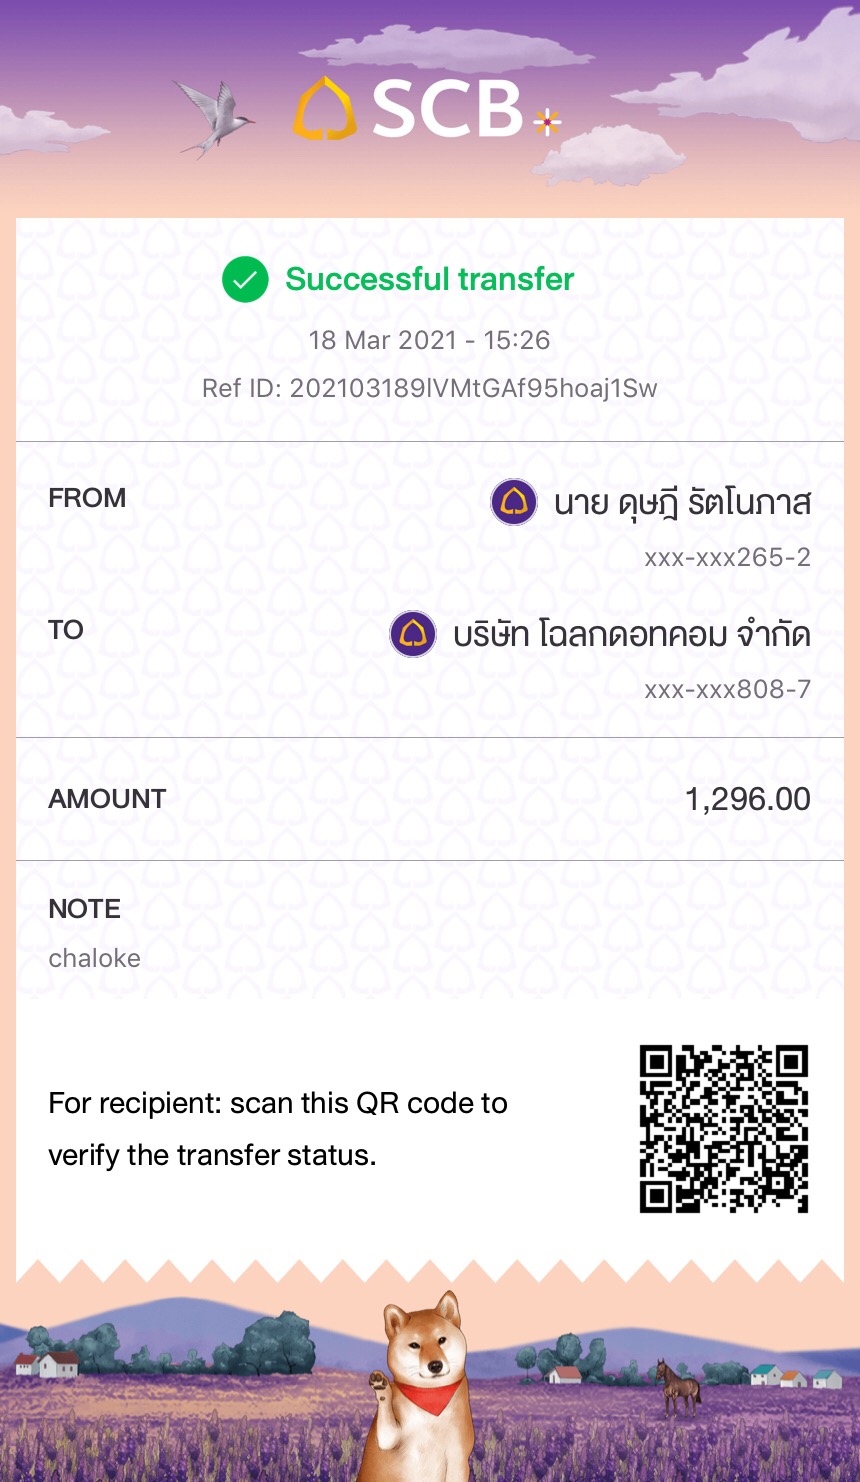 SCB
Successful transfer
18 Mar 2021 - 15:26
Ref ID: 202103189lVMtGAf95hoaj1Sw
FROM
นาย ดุษฎี รัตโนภาส
xxx-xxx265-2
TO
บริษัท โฉลกดอทคอม จำกัด
xxx-xxx808-7
AMOUNT
1,296.00
NOTE
chaloke
For recipient: scan this QR code to
verify the transfer status.